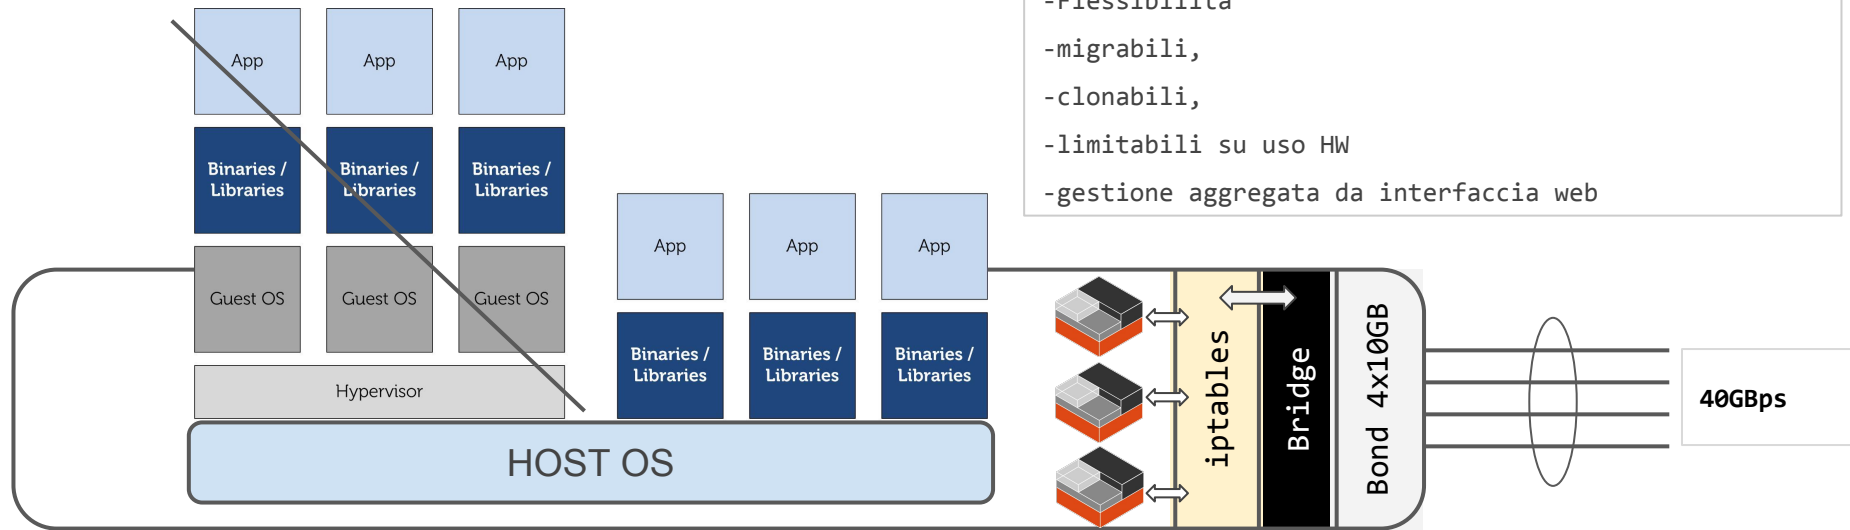 -Flessibilità
-migrabili,
-clonabili,
-limitabili su uso HW
-gestione aggregata da interfaccia web
App
App
App
Binaries /
Libraries
Binaries /
Libraries
Binaries /
Libraries
Guest OS
Guest OS
Guest OS
Hypervisor
App
App
App
Binaries /
Libraries
Binaries /
Libraries
Binaries /
Libraries
HOST OS
iptables
Bridge
Bond 4x10GB
40GBps